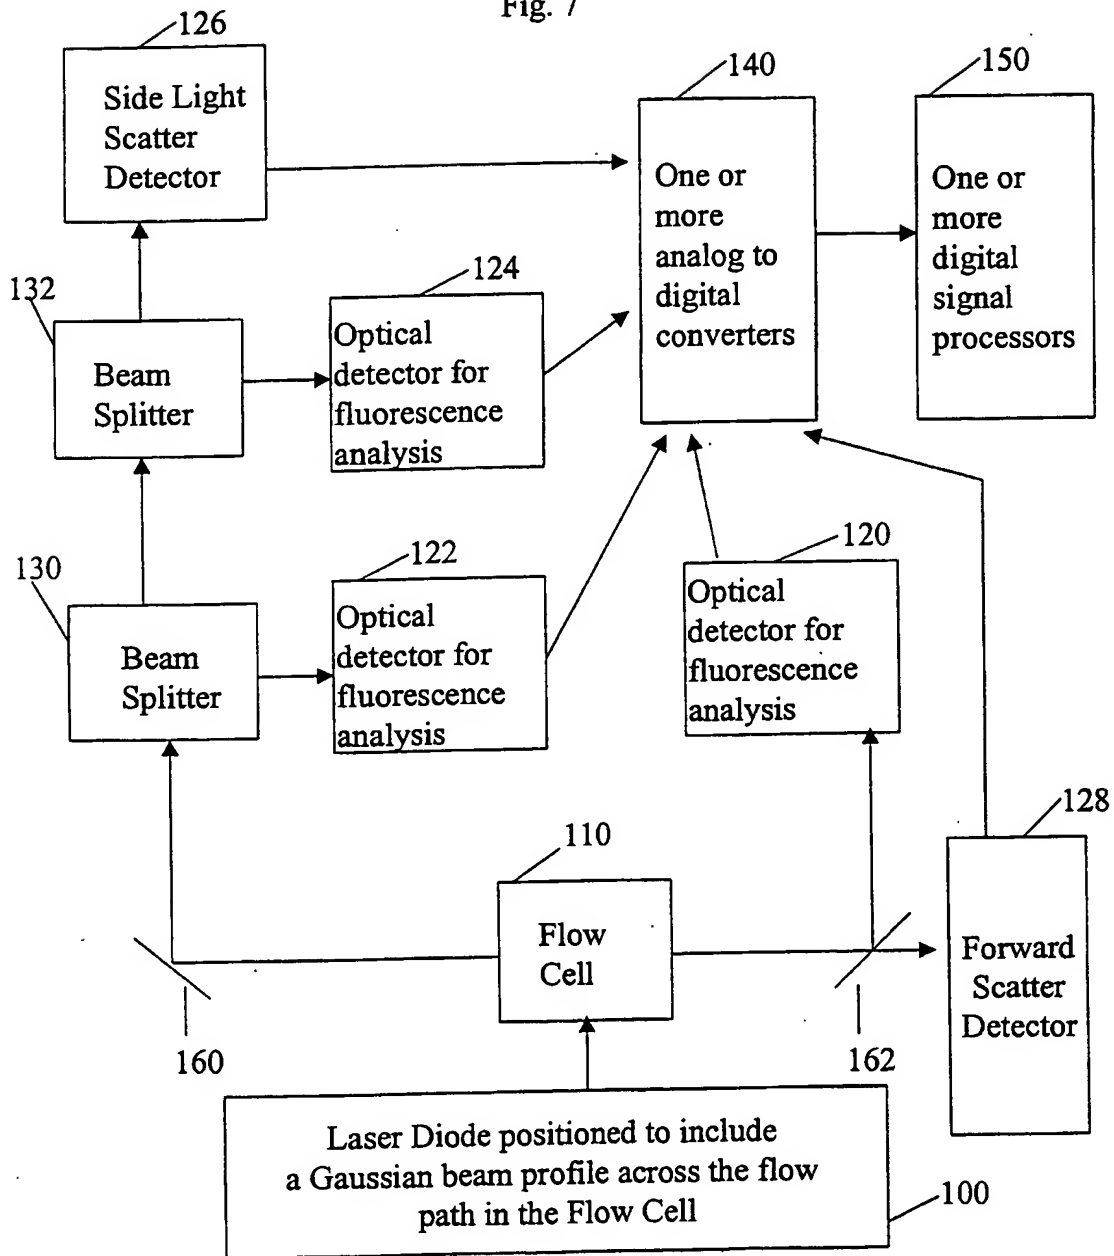 Fig. 7
126
Side Light
Scatter
Detector
140
One or
more
analog to
digital
converters
150
One or
more
digital
signal
processors
132
Beam
Splitter
124
Optical
detector for
fluorescence
analysis
130
Beam
Splitter
122
Optical
detector for
fluorescence
analysis
120
Optical
detector for
fluorescence
analysis
128
Forward
Scatter
Detector
110
Flow
Cell
160
162
Laser Diode positioned to include
a Gaussian beam profile across the flow
path in the Flow Cell
100